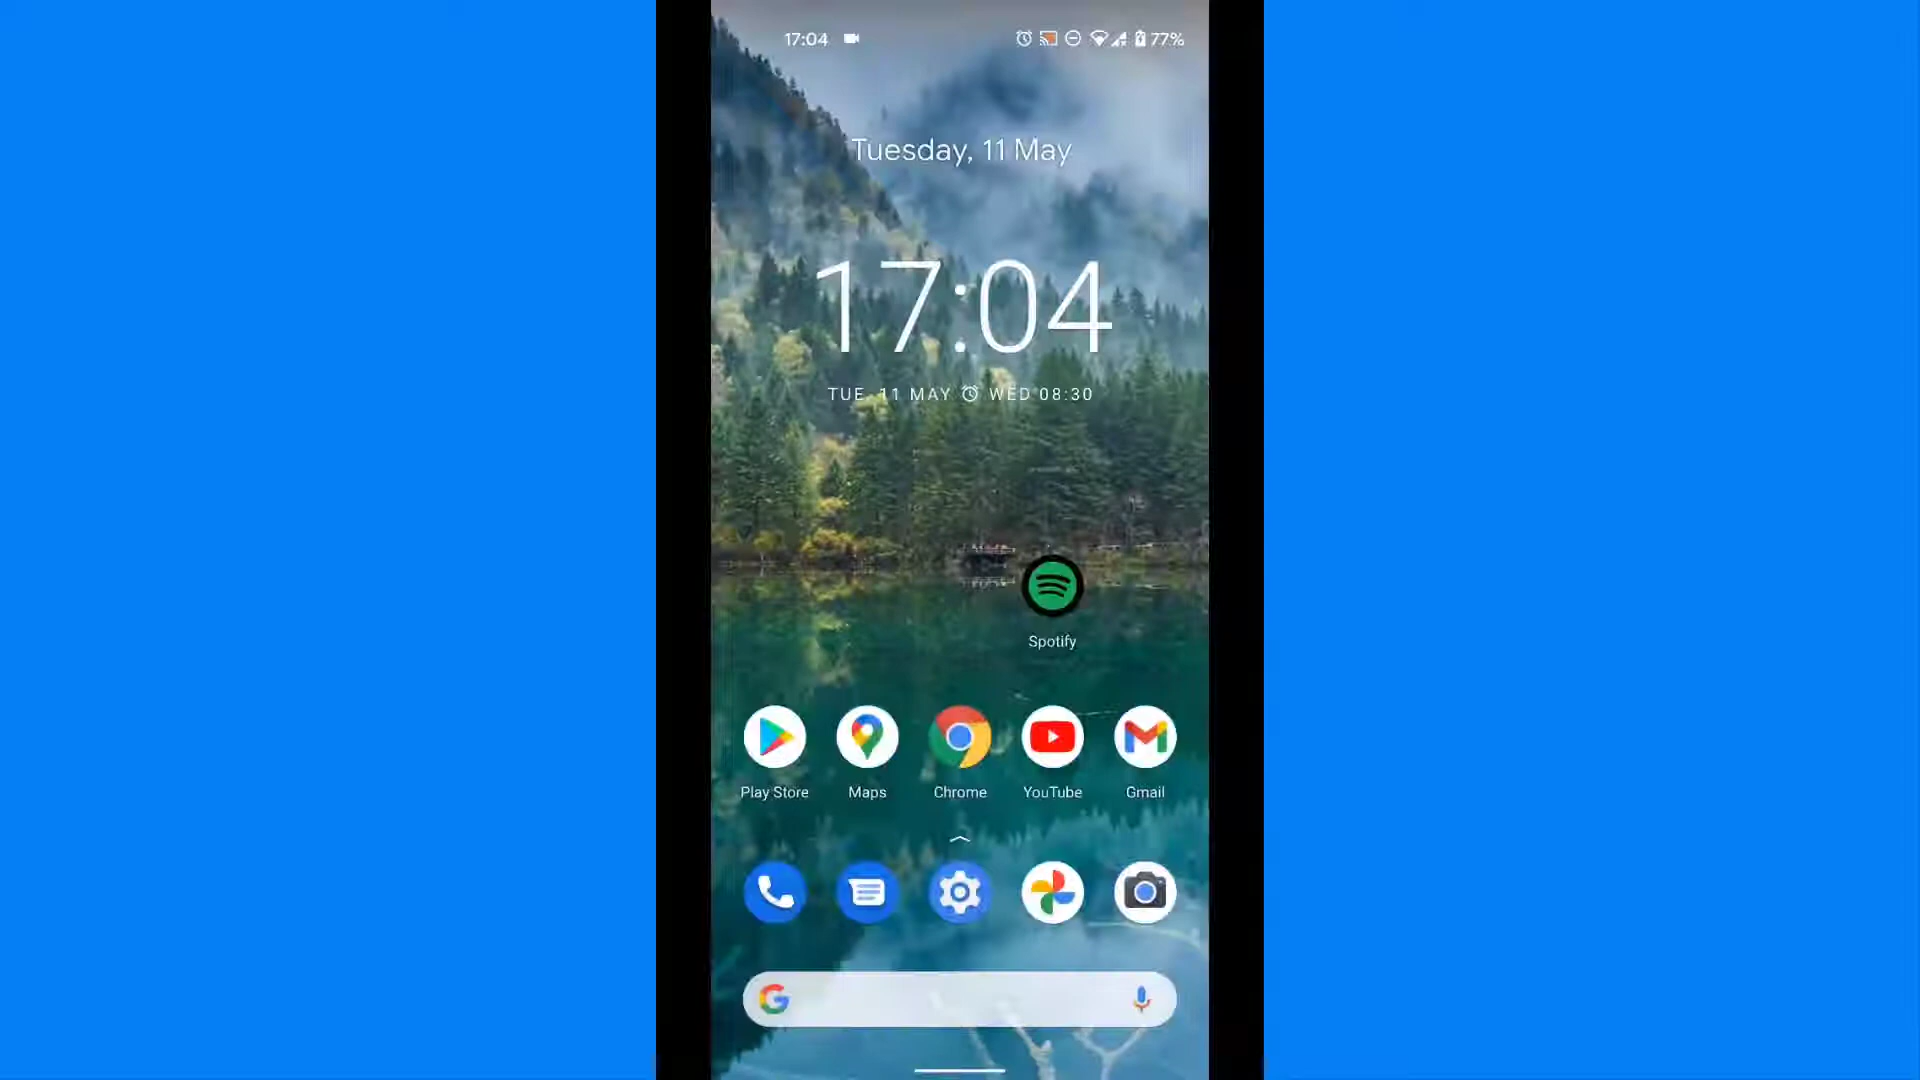 17:04 77%
Tuesday, 11 May
17:04
TUE, 11 MAY WED 08:30
Spotify
Play Store Maps Chrome YouTube Gmail